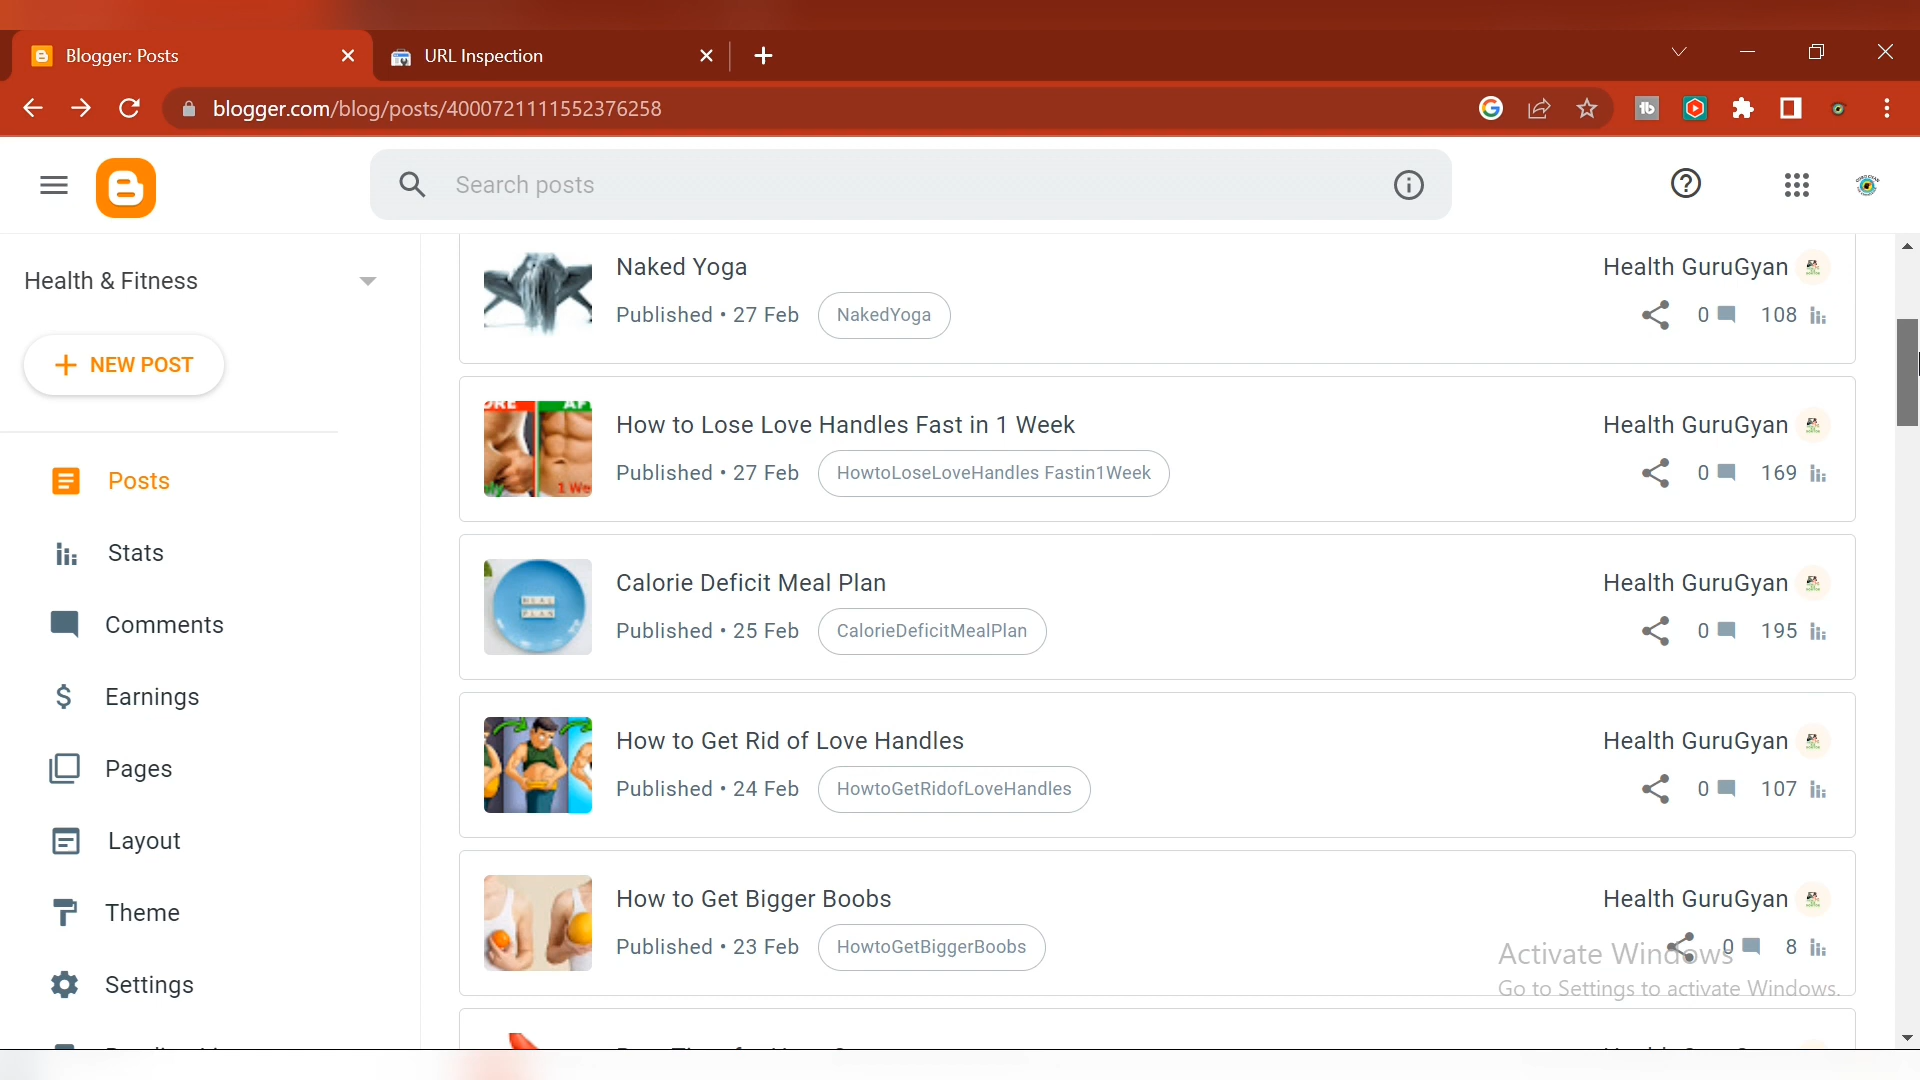 Blogger: Posts
URL Inspection
blogger.com/blog/posts/4000721111552376258
Search posts
Health & Fitness
NEW POST
Posts
Stats
Comments
Earnings
Pages
Layout
Theme
Settings
Naked Yoga
Health GuruGyan
Published • 27 Feb
NakedYoga
0
108
How to Lose Love Handles Fast in 1 Week
Health GuruGyan
Published • 27 Feb
HowtoLoseLoveHandles Fastin1Week
0
169
1 We
Calorie Deficit Meal Plan
Health GuruGyan
Published • 25 Feb
CalorieDeficitMealPlan
0
195
MEAL
PLAN
How to Get Rid of Love Handles
Health GuruGyan
Published • 24 Feb
HowtoGetRidofLoveHandles
0
107
How to Get Bigger Boobs
Health GuruGyan
Published • 23 Feb
HowtoGetBiggerBoobs
0
8
Activate Windows
Go to Settings to activate Windows.